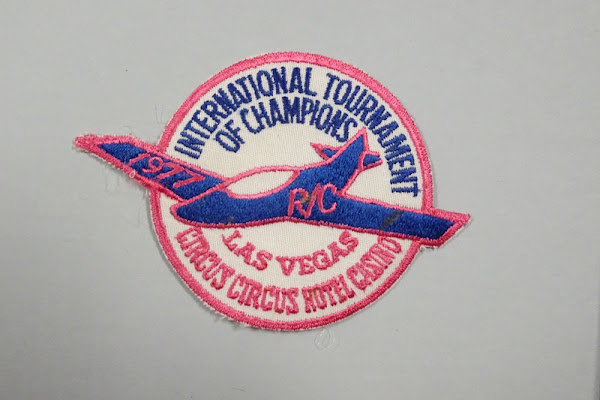 INTERNATIONAL TOURNAMENT
OF CHAMPIONS
1977
R/C
LAS VEGAS
CIRCUS CIRCUS HOTEL CASINO